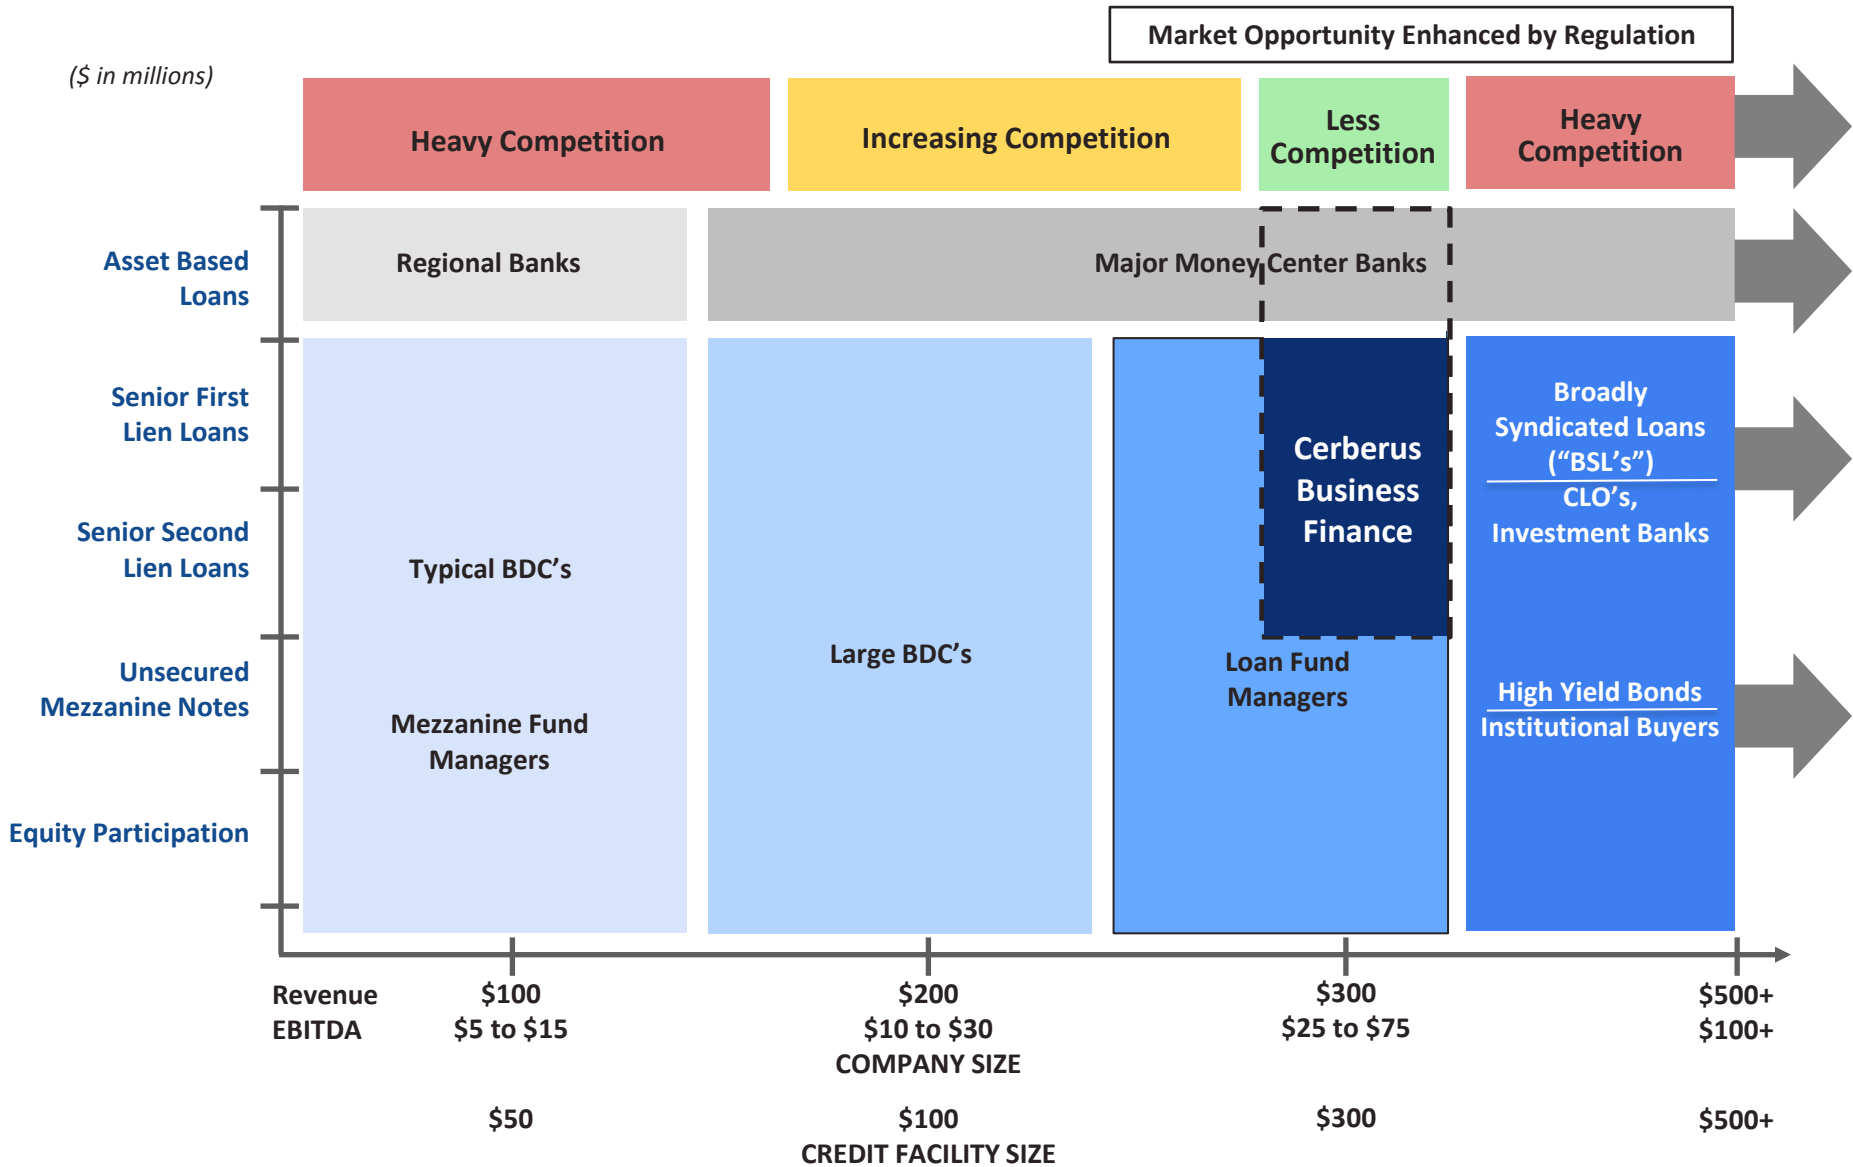 Market Opportunity Enhanced by Regulation
($ in millions)
Heavy Competition
Increasing Competition
Less
Competition
Heavy
Competition
Asset Based
Loans
Regional Banks
Major Money Center Banks
Senior First
Lien Loans
Senior Second
Lien Loans
Unsecured
Mezzanine Notes
Equity Participation
Typical BDC's
Mezzanine Fund
Managers
Large BDC's
Cerberus
Business
Finance
Loan Fund
Managers
Broadly
Syndicated Loans
(“BSL’s”)
CLO’s,
Investment Banks
High Yield Bonds
Institutional Buyers
Revenue $100 $200 $300 $500+
EBITDA $5 to $15 $10 to $30 $25 to $75 $100+
COMPANY SIZE
$50 $100 $300 $500+
CREDIT FACILITY SIZE